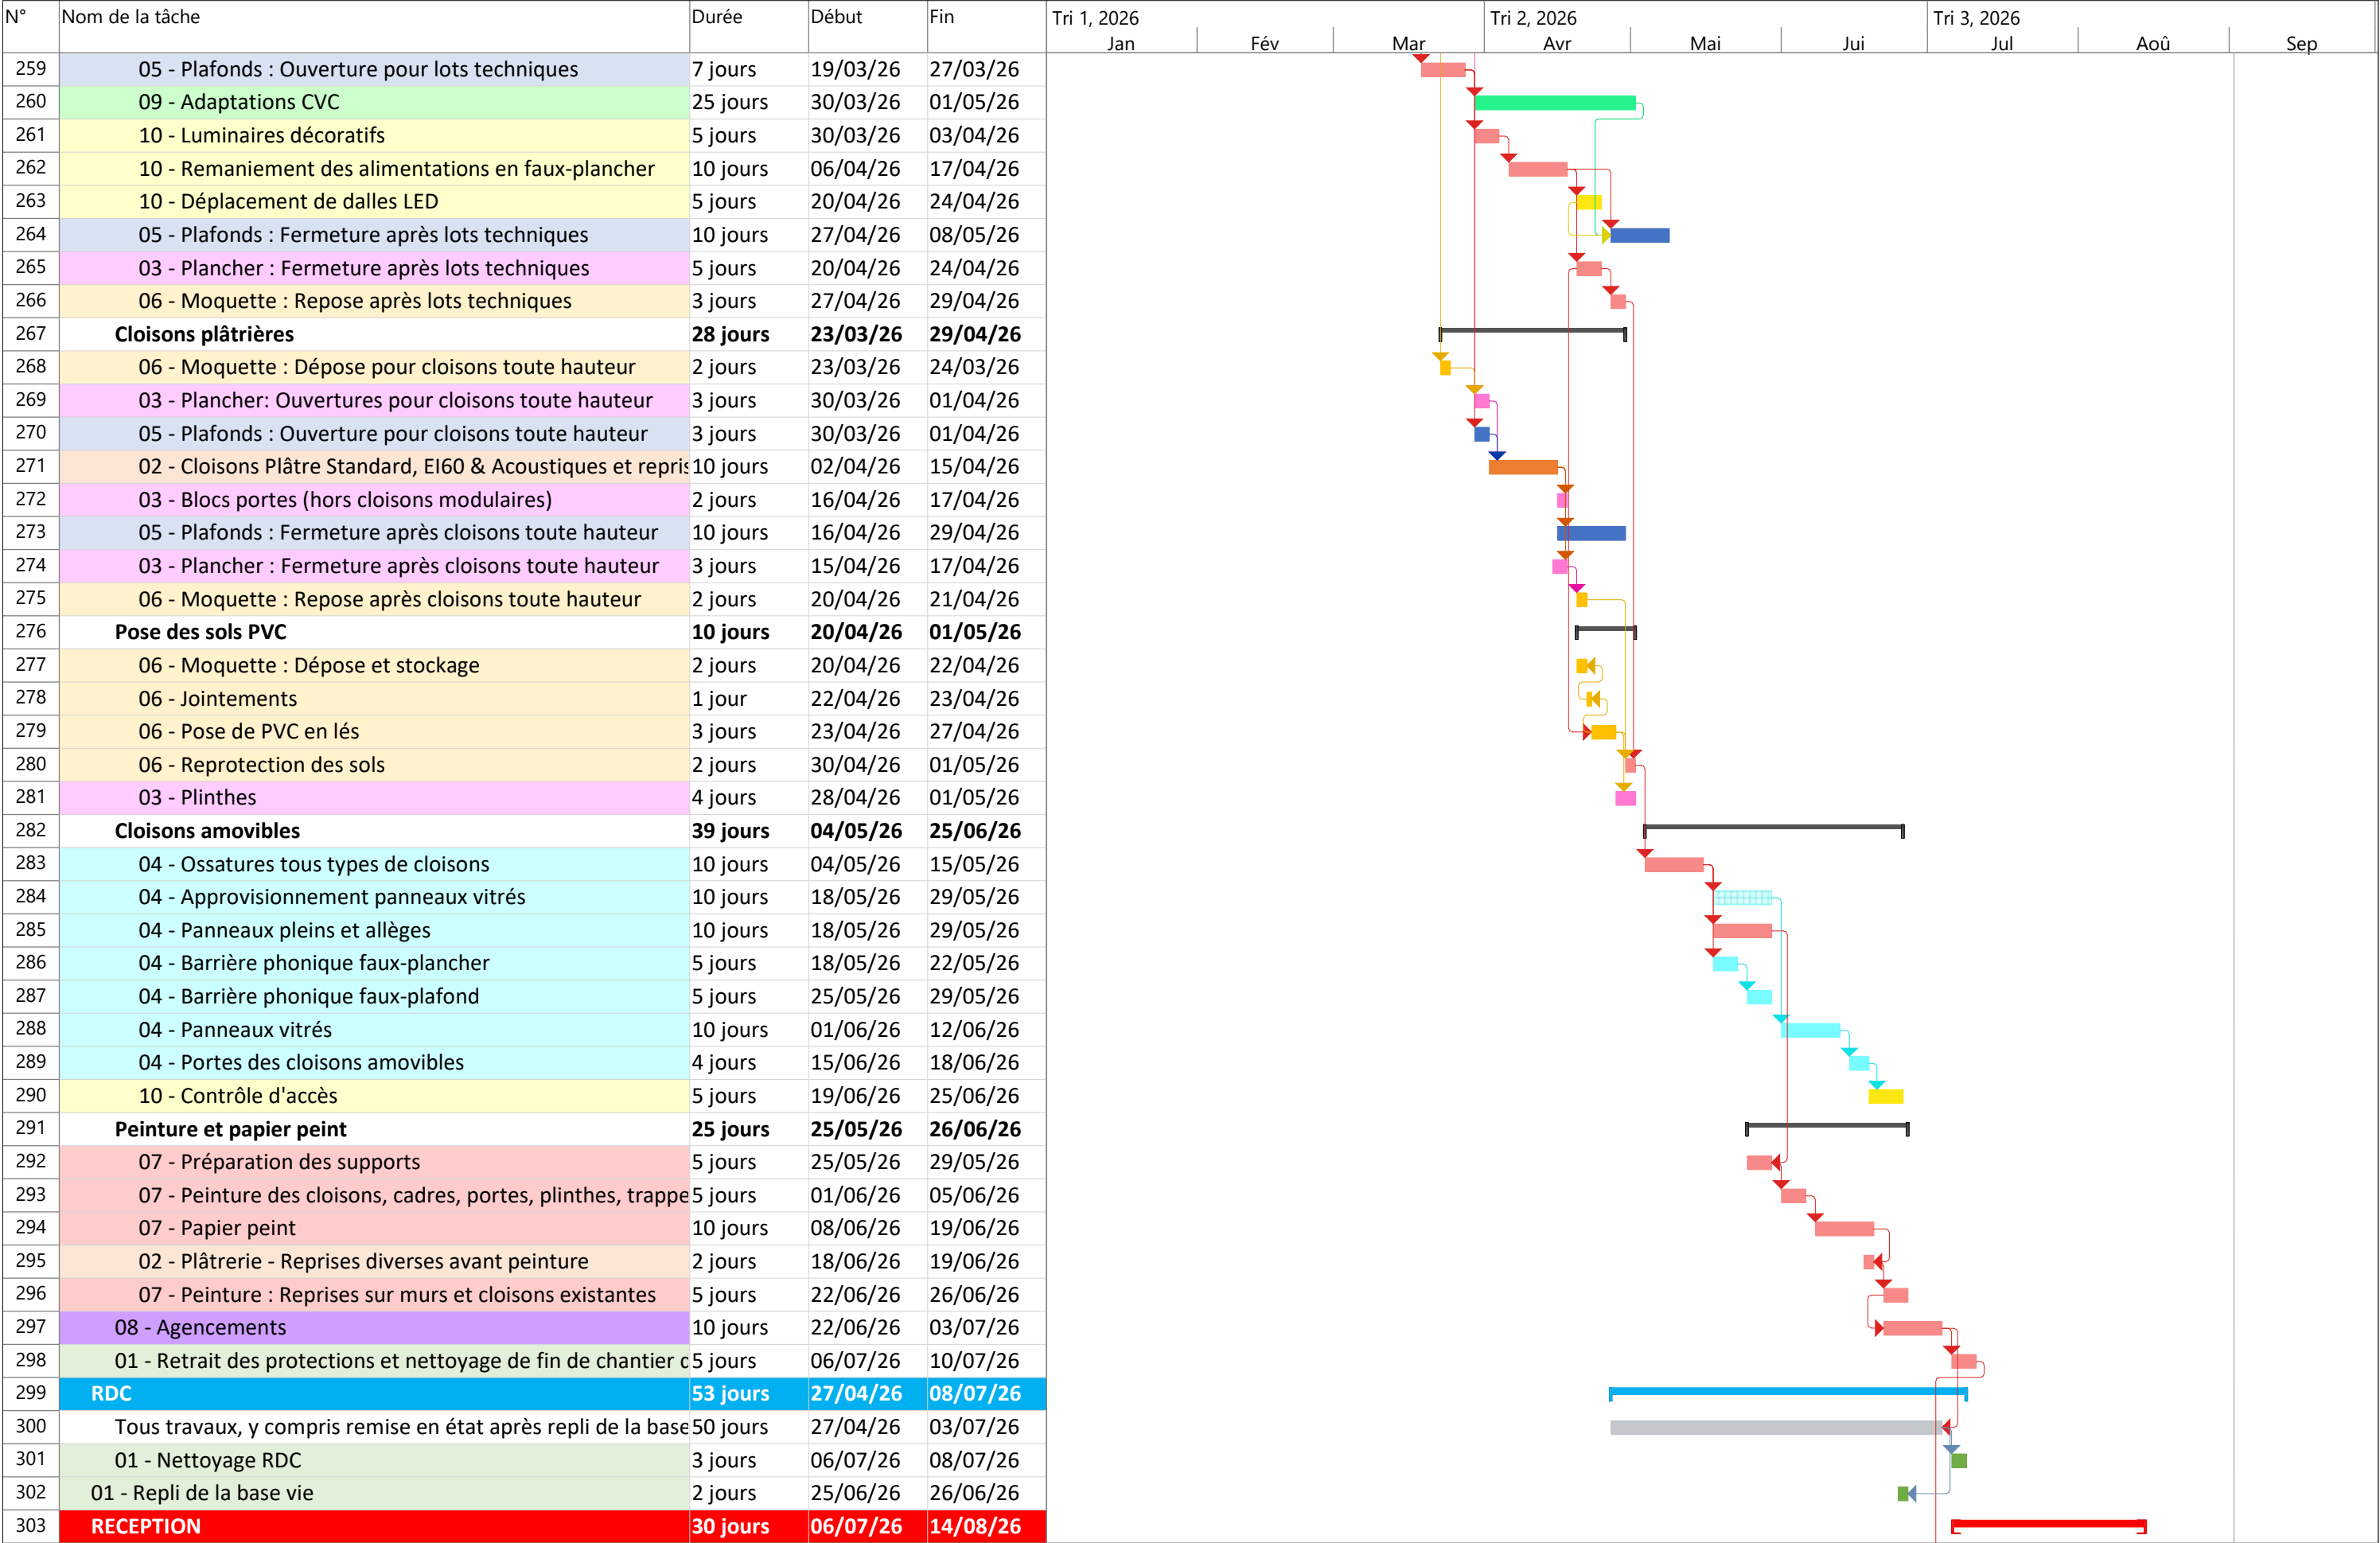 N° Nom de la tâche Durée Début Fin Tri 1, 2026 Tri 2, 2026 Tri 3, 2026
Jan Fév Mar Avr Mai Jui Jul Aoû Sep
259 05 - Plafonds : Ouverture pour lots techniques 7 jours 19/03/26 27/03/26
260 09 - Adaptations CVC 25 jours 30/03/26 01/05/26
261 10 - Luminaires décoratifs 5 jours 30/03/26 03/04/26
262 10 - Remaniement des alimentations en faux-plancher 10 jours 06/04/26 17/04/26
263 10 - Déplacement de dalles LED 5 jours 20/04/26 24/04/26
264 05 - Plafonds : Fermeture après lots techniques 10 jours 27/04/26 08/05/26
265 03 - Plancher : Fermeture après lots techniques 5 jours 20/04/26 24/04/26
266 06 - Moquette : Repose après lots techniques 3 jours 27/04/26 29/04/26
267 Cloisons plâtrières 28 jours 23/03/26 29/04/26
268 06 - Moquette : Dépose pour cloisons toute hauteur 2 jours 23/03/26 24/03/26
269 03 - Plancher: Ouvertures pour cloisons toute hauteur 3 jours 30/03/26 01/04/26
270 05 - Plafonds : Ouverture pour cloisons toute hauteur 3 jours 30/03/26 01/04/26
271 02 - Cloisons Plâtre Standard, EI60 & Acoustiques et repris 10 jours 02/04/26 15/04/26
272 03 - Blocs portes (hors cloisons modulaires) 2 jours 16/04/26 17/04/26
273 05 - Plafonds : Fermeture après cloisons toute hauteur 10 jours 16/04/26 29/04/26
274 03 - Plancher : Fermeture après cloisons toute hauteur 3 jours 15/04/26 17/04/26
275 06 - Moquette : Repose après cloisons toute hauteur 2 jours 20/04/26 21/04/26
276 Pose des sols PVC 10 jours 20/04/26 01/05/26
277 06 - Moquette : Dépose et stockage 2 jours 20/04/26 22/04/26
278 06 - Jointements 1 jour 22/04/26 23/04/26
279 06 - Pose de PVC en lés 3 jours 23/04/26 27/04/26
280 06 - Reprotection des sols 2 jours 30/04/26 01/05/26
281 03 - Plinthes 4 jours 28/04/26 01/05/26
282 Cloisons amovibles 39 jours 04/05/26 25/06/26
283 04 - Ossatures tous types de cloisons 10 jours 04/05/26 15/05/26
284 04 - Approvisionnement panneaux vitrés 10 jours 18/05/26 29/05/26
285 04 - Panneaux pleins et allèges 10 jours 18/05/26 29/05/26
286 04 - Barrière phonique faux-plancher 5 jours 18/05/26 22/05/26
287 04 - Barrière phonique faux-plafond 5 jours 25/05/26 29/05/26
288 04 - Panneaux vitrés 10 jours 01/06/26 12/06/26
289 04 - Portes des cloisons amovibles 4 jours 15/06/26 18/06/26
290 10 - Contrôle d'accès 5 jours 19/06/26 25/06/26
291 Peinture et papier peint 25 jours 25/05/26 26/06/26
292 07 - Préparation des supports 5 jours 25/05/26 29/05/26
293 07 - Peinture des cloisons, cadres, portes, plinthes, trappe 5 jours 01/06/26 05/06/26
294 07 - Papier peint 10 jours 08/06/26 19/06/26
295 02 - Plâtrerie - Reprises diverses avant peinture 2 jours 18/06/26 19/06/26
296 07 - Peinture : Reprises sur murs et cloisons existantes 5 jours 22/06/26 26/06/26
297 08 - Agencements 10 jours 22/06/26 03/07/26
298 01 - Retrait des protections et nettoyage de fin de chantier d 5 jours 06/07/26 10/07/26
299 RDC 53 jours 27/04/26 08/07/26
300 Tous travaux, y compris remise en état après repli de la base 50 jours 27/04/26 03/07/26
301 01 - Nettoyage RDC 3 jours 06/07/26 08/07/26
302 01 - Repli de la base vie 2 jours 25/06/26 26/06/26
303 RECEPTION 30 jours 06/07/26 14/08/26